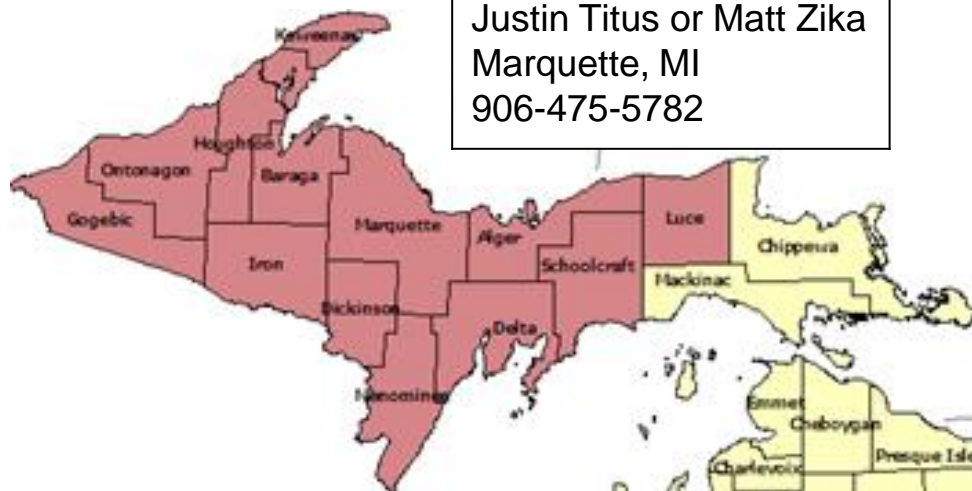 Justin Titus or Matt Zika
Marquette, MI
906-475-5782
Keweenaw
Houghton
Ontonagon
Baraga
Gogebic
Marquette
Alger
Luce
Chippewa
Iron
Schoolcraft
Mackinac
Dickinson
Delta
Menominee
Emmet
Cheboygan
Presque Isle
Charlevoix